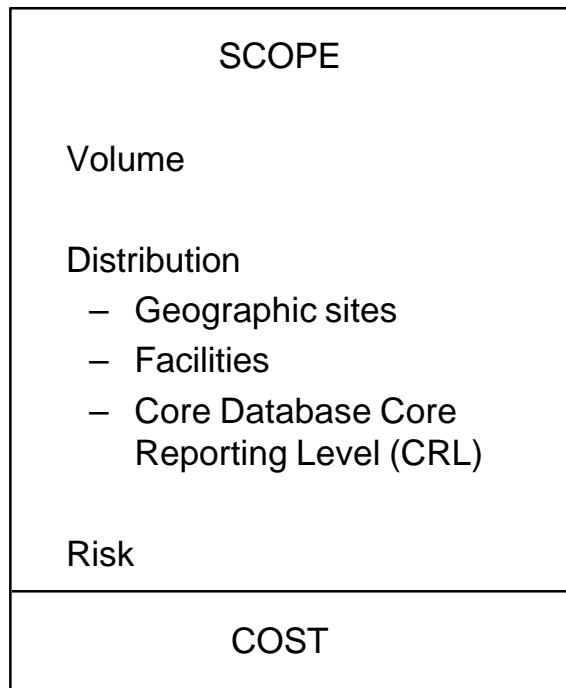 SCOPE
Volume
Distribution
– Geographic sites
– Facilities
– Core Database Core
Reporting Level (CRL)
Risk
COST